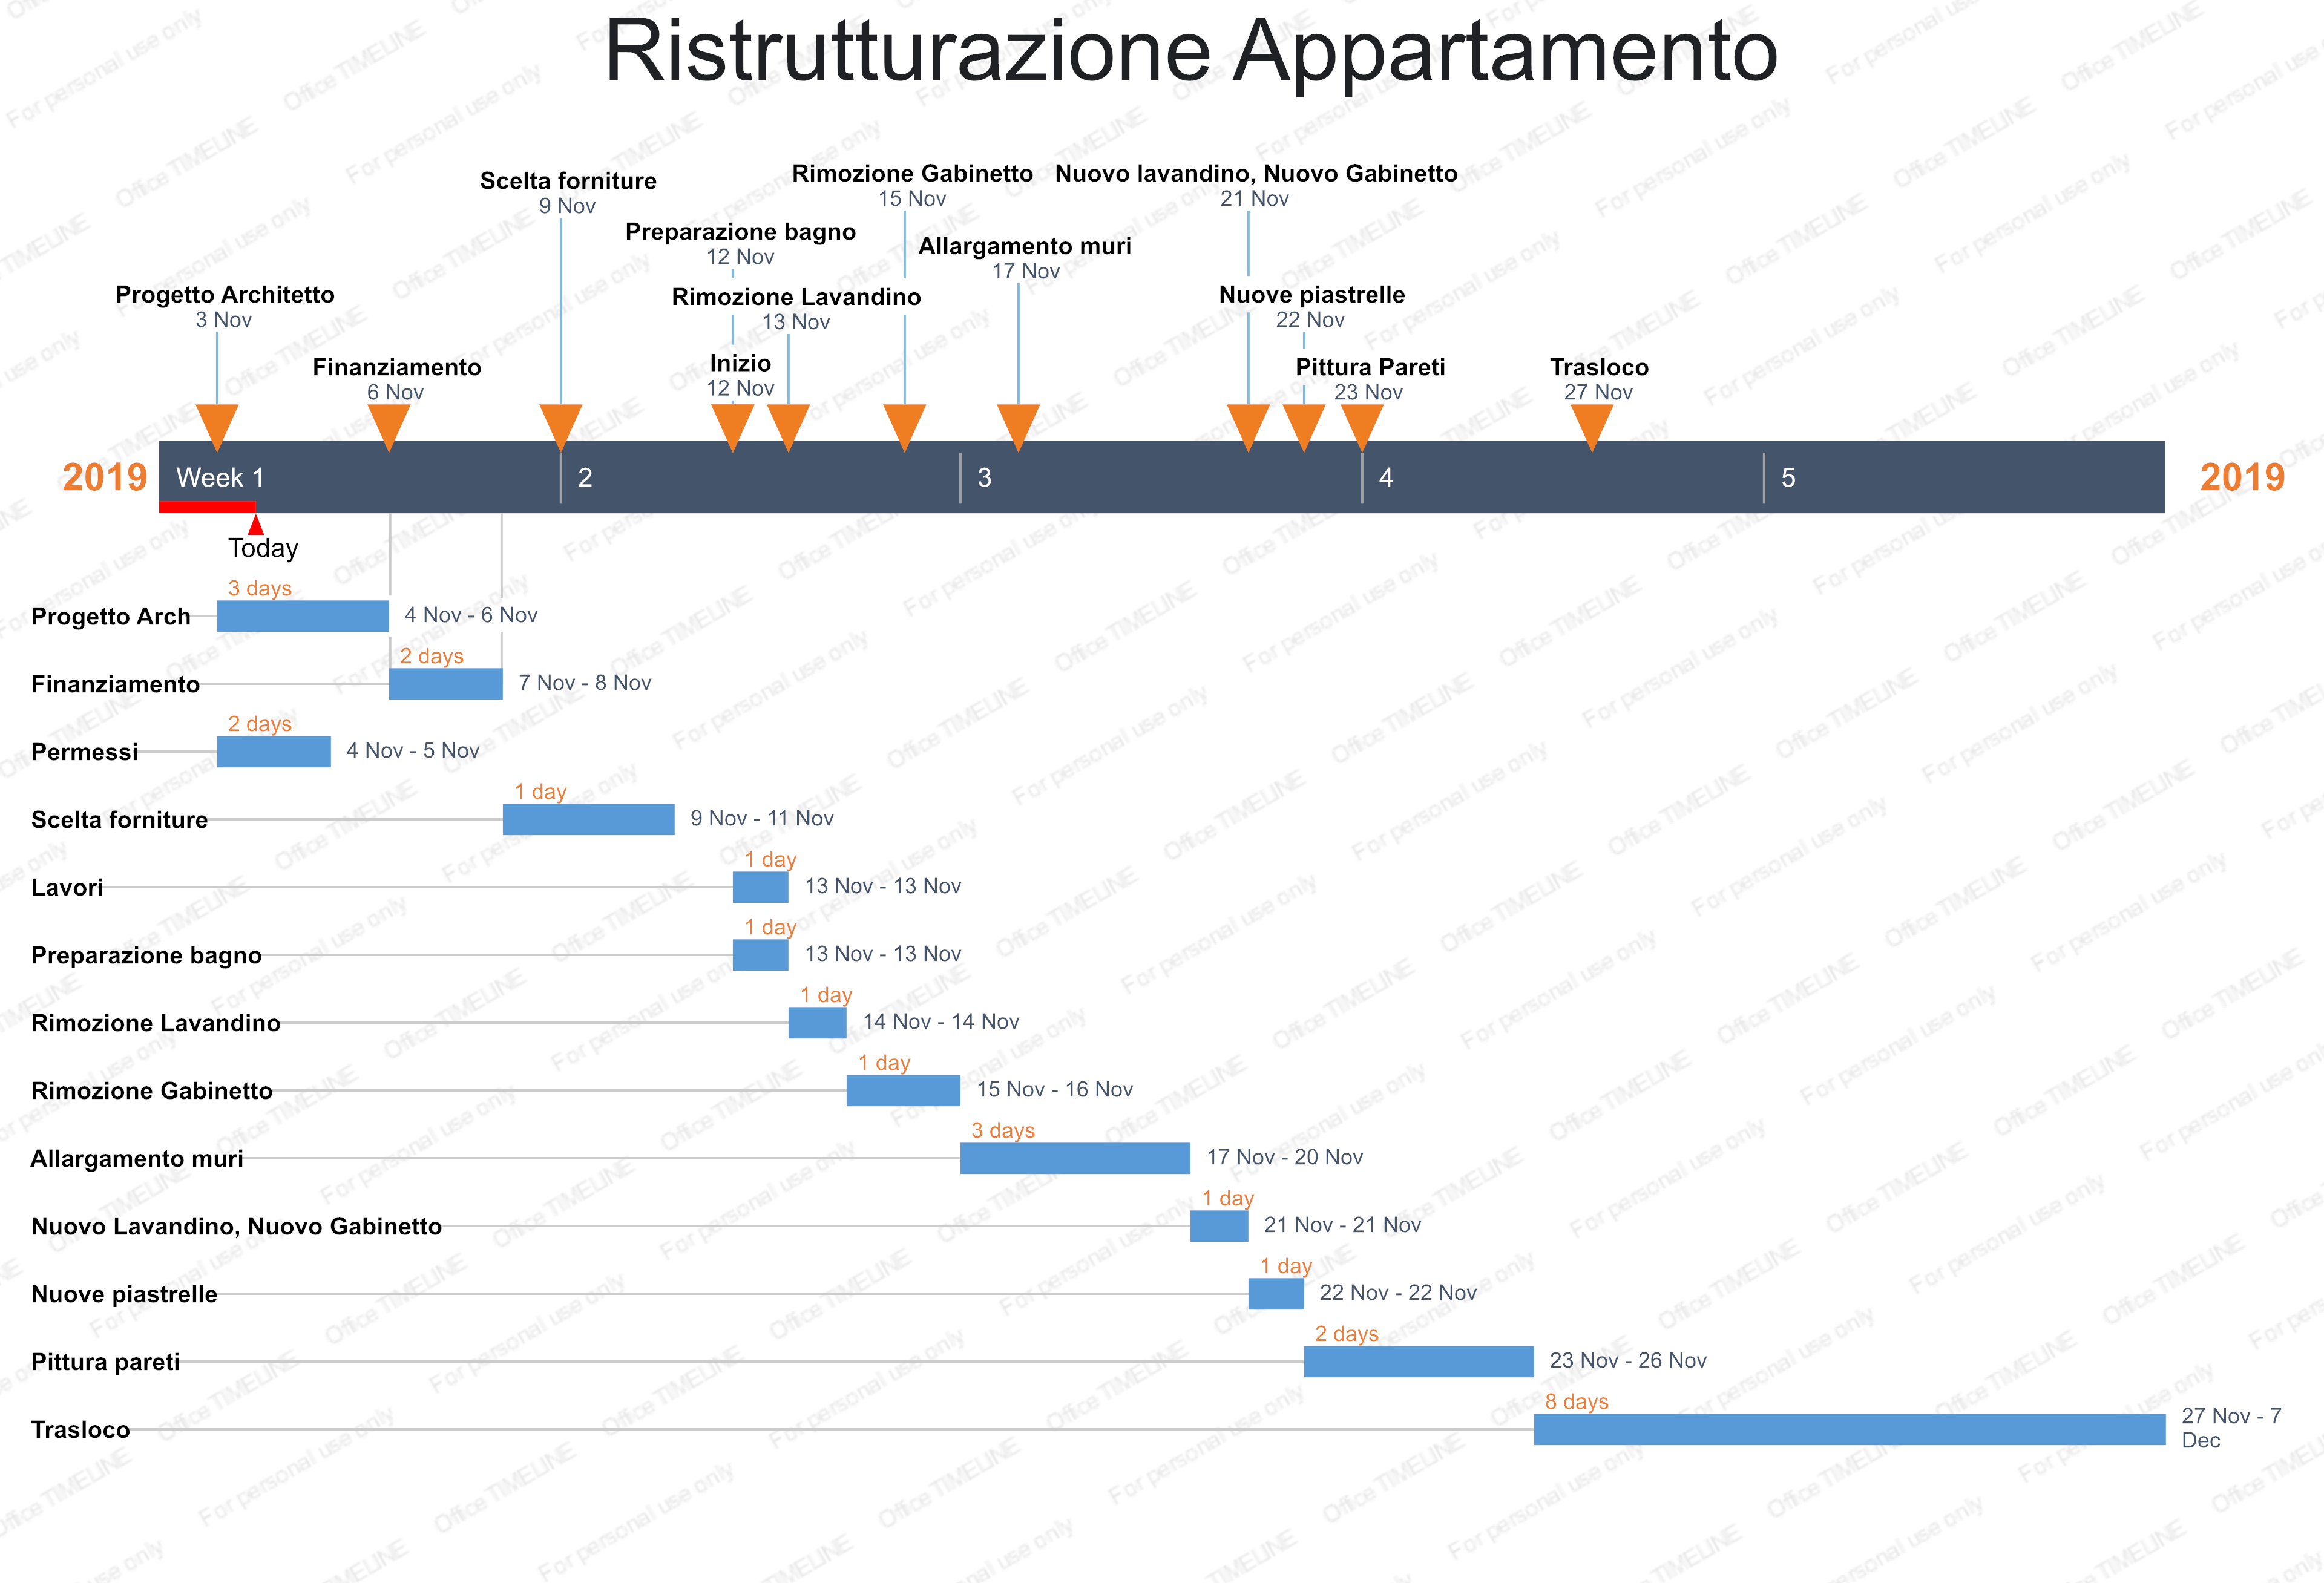 Ristrutturazione Appartamento
Rimozione Gabinetto
15 Nov
Nuovo lavandino, Nuovo Gabinetto
21 Nov
Scelta forniture
9 Nov
Preparazione bagno
12 Nov
Allargamento muri
17 Nov
Progetto Architetto
3 Nov
Rimozione Lavandino
13 Nov
Nuove piastrelle
22 Nov
Finanziamento
6 Nov
Inizio
12 Nov
Pittura Pareti
23 Nov
Trasloco
27 Nov
2019 Week 1 2 3 4 5 2019
Today
3 days
Progetto Arch 4 Nov - 6 Nov
2 days
Finanziamento 7 Nov - 8 Nov
2 days
Permessi 4 Nov - 5 Nov
1 day
Scelta forniture 9 Nov - 11 Nov
1 day
Lavori 13 Nov - 13 Nov
1 day
Preparazione bagno 13 Nov - 13 Nov
1 day
Rimozione Lavandino 14 Nov - 14 Nov
1 day
Rimozione Gabinetto 15 Nov - 16 Nov
3 days
Allargamento muri 17 Nov - 20 Nov
1 day
Nuovo Lavandino, Nuovo Gabinetto 21 Nov - 21 Nov
1 day
Nuove piastrelle 22 Nov - 22 Nov
2 days
Pittura pareti 23 Nov - 26 Nov
8 days
Trasloco 27 Nov - 7
Dec
Office TIMELINE For personal use only